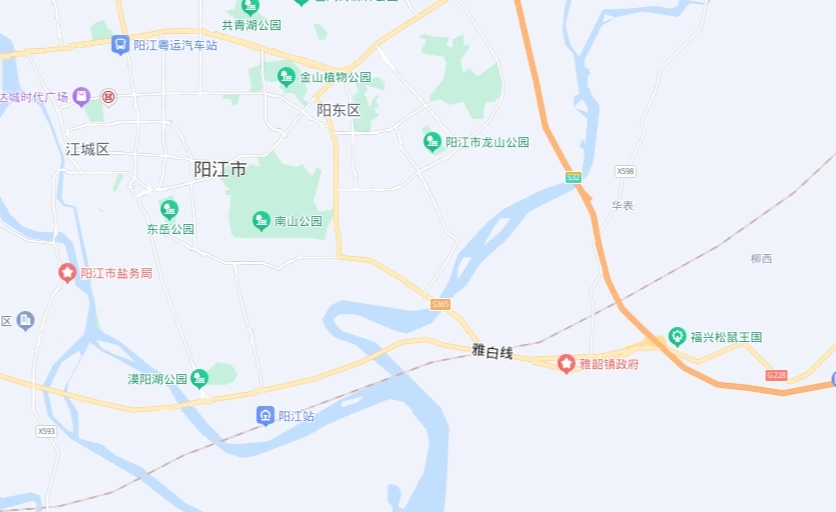 共青湖公园
阳江粤运汽车站
金山植物公园
达城时代广场
阳东区
阳江市龙山公园
江城区
阳江市
S32
X598
华表
东岳公园
南山公园
柳西
阳江市盐务局
S365
区
福兴松鼠王国
雅白线
雅韶镇政府
G228
漠阳湖公园
阳江站
X593